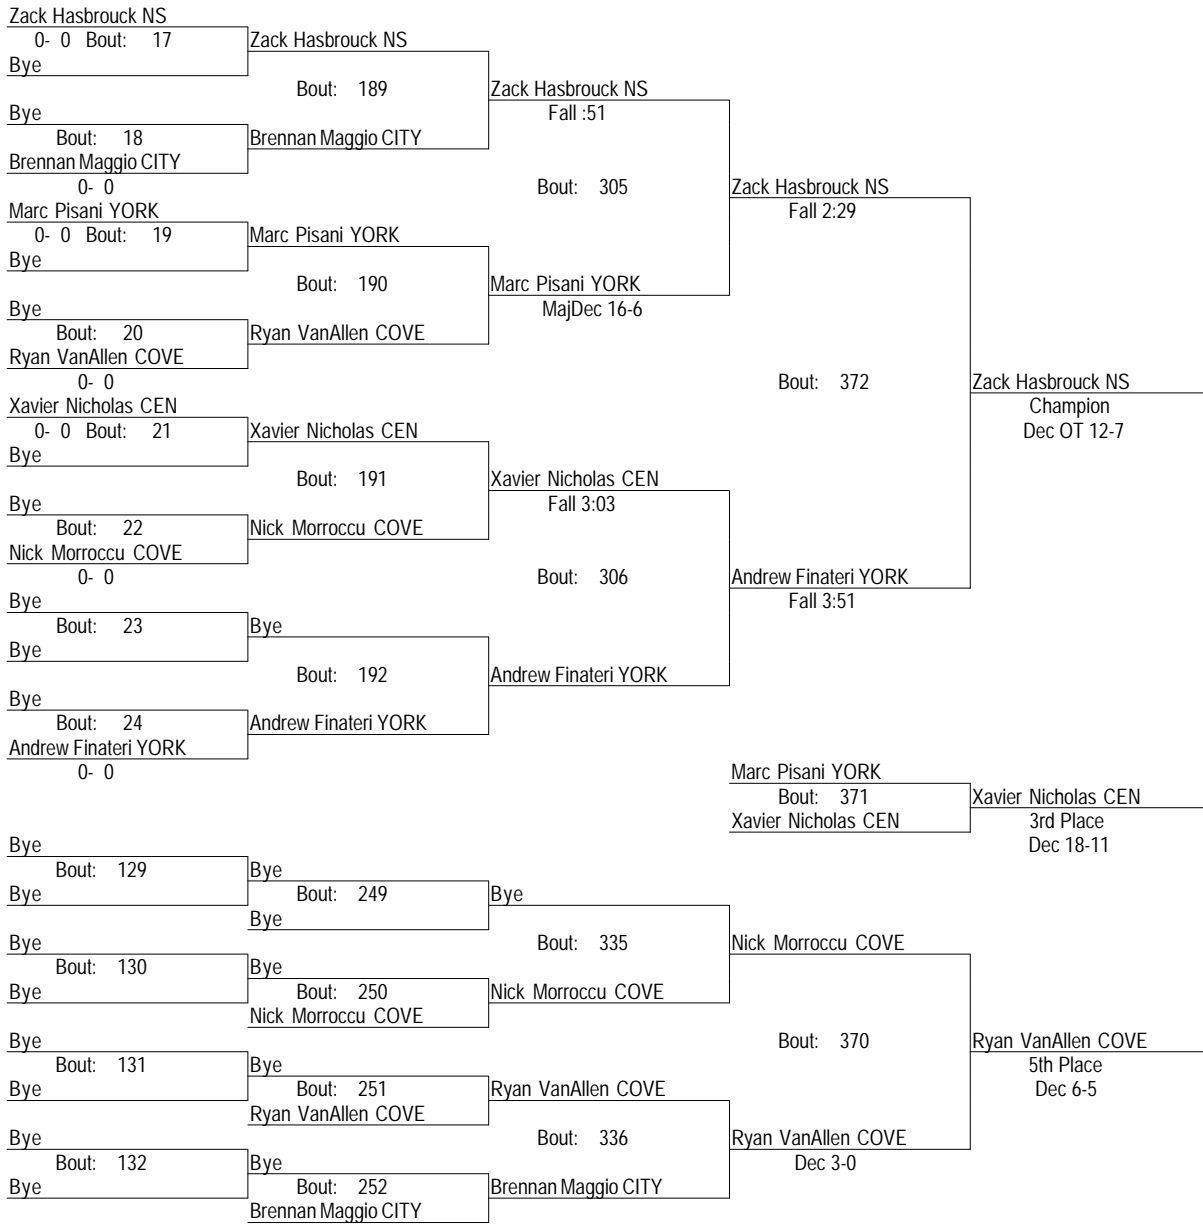 Zack Hasbrouck NS
0- 0 Bout: 17
Zack Hasbrouck NS
Bye
Bout: 189
Zack Hasbrouck NS
Bye
Fall :51
Bout: 18
Brennan Maggio CITY
Brennan Maggio CITY
0- 0
Bout: 305
Zack Hasbrouck NS
Marc Pisani YORK
Fall 2:29
0- 0 Bout: 19
Marc Pisani YORK
Bye
Bout: 190
Marc Pisani YORK
Bye
MajDec 16-6
Bout: 20
Ryan VanAllen COVE
Ryan VanAllen COVE
0- 0
Bout: 372
Zack Hasbrouck NS
Xavier Nicholas CEN
Champion
0- 0 Bout: 21
Xavier Nicholas CEN
Dec OT 12-7
Bye
Bout: 191
Xavier Nicholas CEN
Bye
Fall 3:03
Bout: 22
Nick Morroccu COVE
Nick Morroccu COVE
0- 0
Bout: 306
Andrew Finateri YORK
Bye
Fall 3:51
Bout: 23
Bye
Bye
Bout: 192
Andrew Finateri YORK
Bye
Bout: 24
Andrew Finateri YORK
Andrew Finateri YORK
0- 0
Marc Pisani YORK
Bout: 371
Xavier Nicholas CEN
Xavier Nicholas CEN
3rd Place
Dec 18-11
Bye
Bout: 129
Bye
Bye
Bout: 249
Bye
Bye
Bye
Bout: 335
Nick Morroccu COVE
Bout: 130
Bye
Bye
Bout: 250
Nick Morroccu COVE
Nick Morroccu COVE
Bye
Bout: 370
Ryan VanAllen COVE
Bout: 131
Bye
5th Place
Bye
Bout: 251
Ryan VanAllen COVE
Dec 6-5
Ryan VanAllen COVE
Bye
Bout: 336
Ryan VanAllen COVE
Bout: 132
Bye
Dec 3-0
Bye
Bout: 252
Brennan Maggio CITY
Brennan Maggio CITY